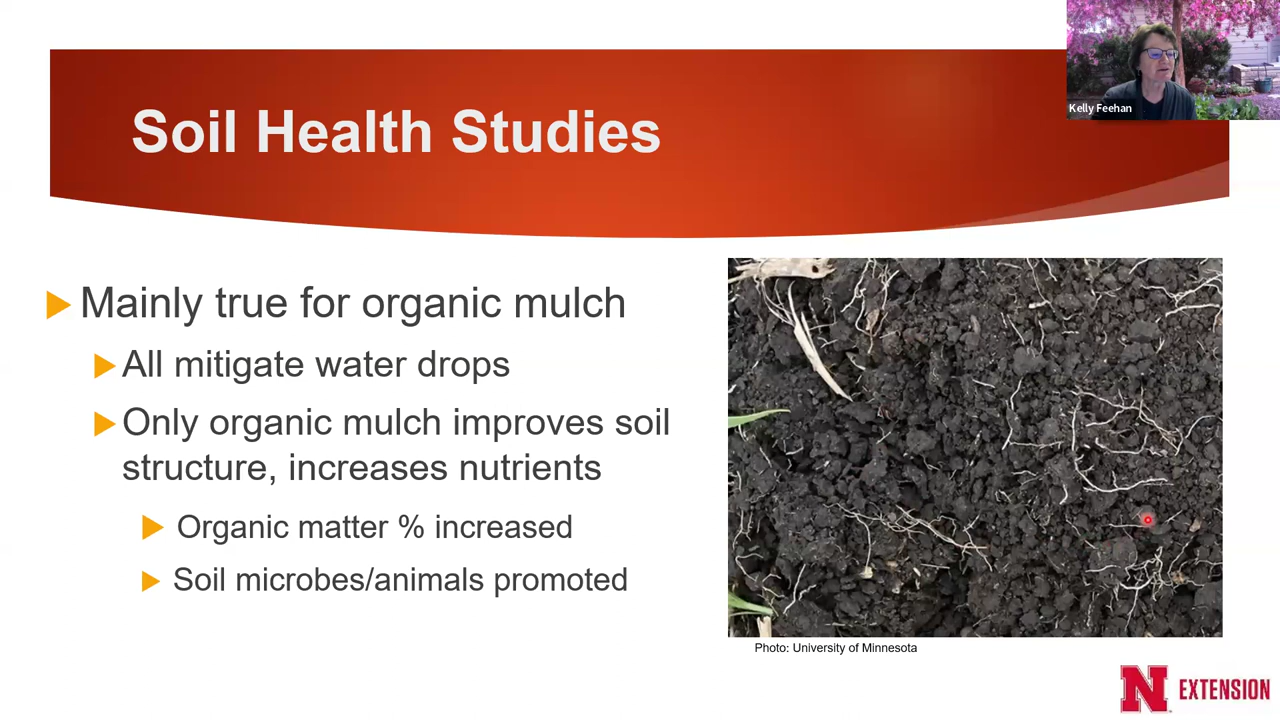 Kelly Feehan
Soil Health Studies
Mainly true for organic mulch
All mitigate water drops
Only organic mulch improves soil
structure, increases nutrients
Organic matter % increased
Soil microbes/animals promoted
Photo: University of Minnesota
N EXTENSION